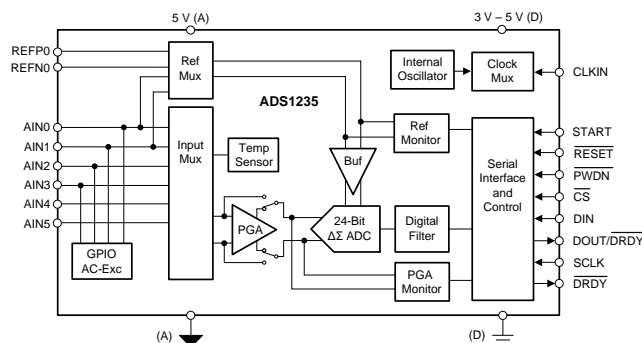 5 V (A)
3 V – 5 V (D)
REFP0
REFN0
Ref
Mux
Internal
Oscillator
Clock
Mux
CLKIN
ADS1235
AIN0
AIN1
AIN2
AIN3
AIN4
AIN5
Input
Mux
Temp
Sensor
Buf
Ref
Monitor
Serial
Interface
and
Control
START
RESET
PWDN
CS
DIN
DOUT/DRDY
SCLK
DRDY
PGA
24-Bit
ΔΣ ADC
Digital
Filter
GPIO
AC-Exc
PGA
Monitor
(A)
(D)